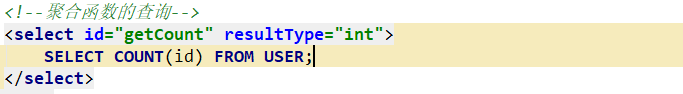 <!--聚合函数的查询-->
<select id="getCount" resultType="int">
SELECT COUNT(id) FROM USER;
</select>